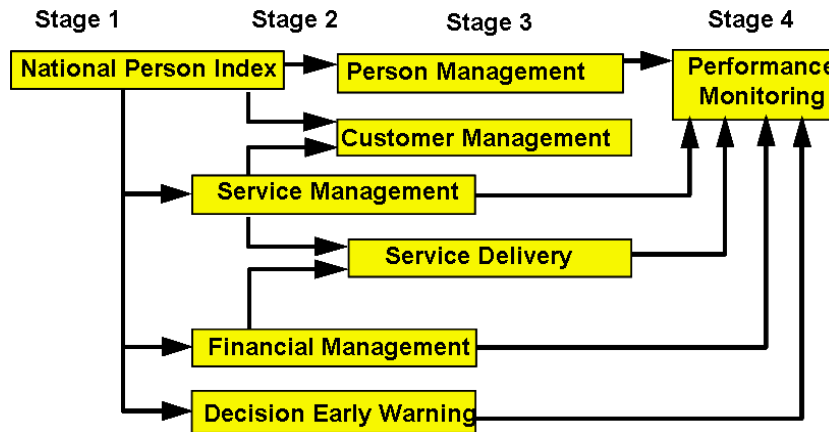 Stage 1 Stage 2 Stage 3 Stage 4
National Person Index
Person Management
Performance
Monitoring
Customer Management
Service Management
Service Delivery
Financial Management
Decision Early Warning